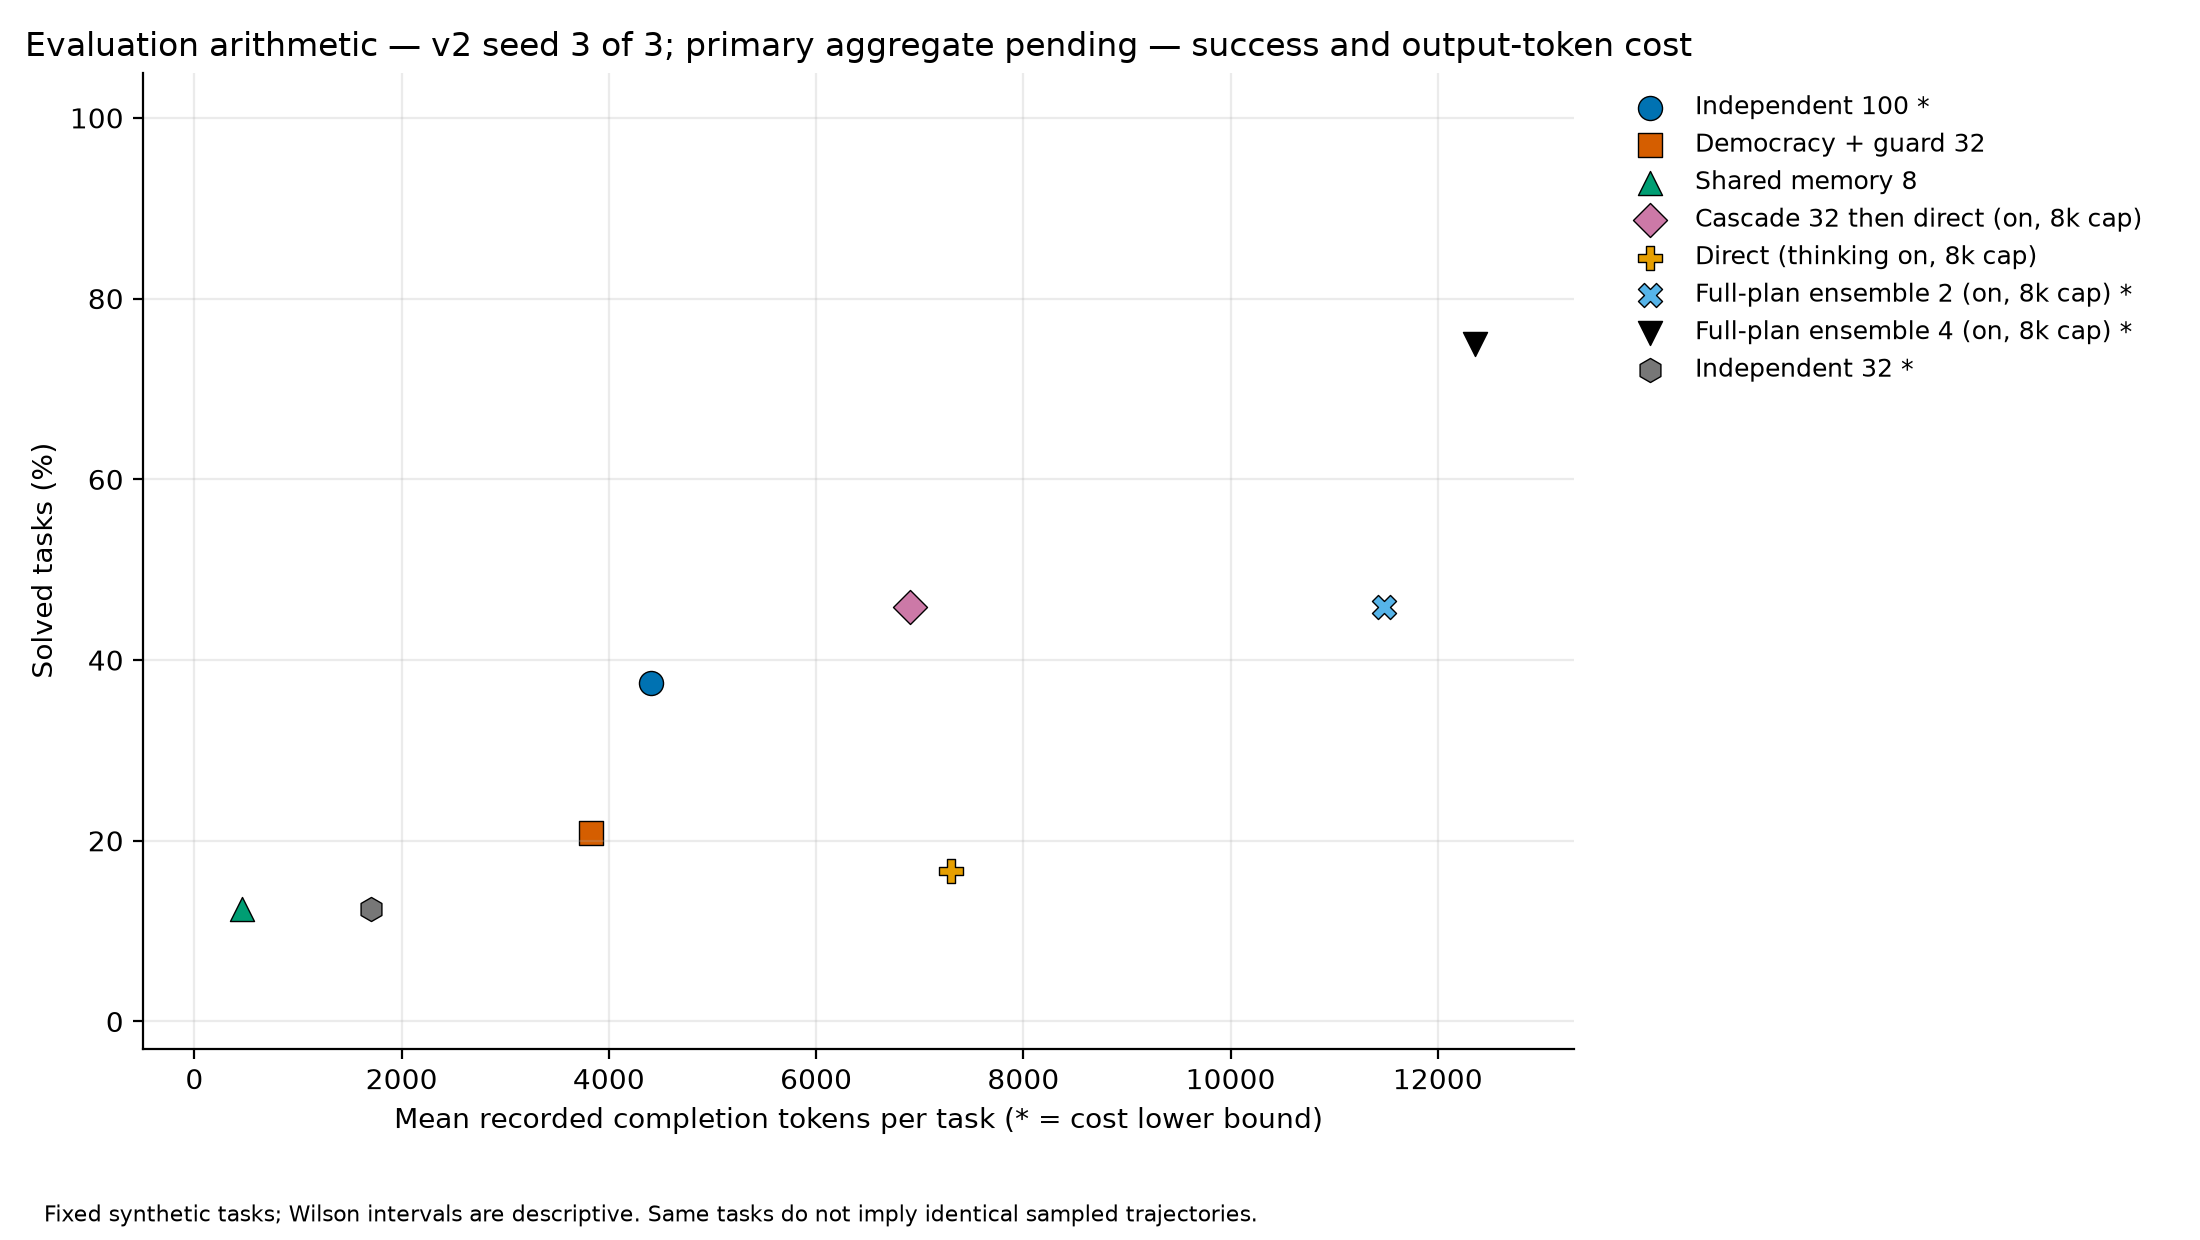 Evaluation arithmetic — v2 seed 3 of 3; primary aggregate pending — success and output-token cost
Solved tasks (%)
100
80
60
40
20
0
0 2000 4000 6000 8000 10000 12000
Mean recorded completion tokens per task (* = cost lower bound)
Independent 100 *
Democracy + guard 32
Shared memory 8
Cascade 32 then direct (on, 8k cap)
Direct (thinking on, 8k cap)
Full-plan ensemble 2 (on, 8k cap) *
Full-plan ensemble 4 (on, 8k cap) *
Independent 32 *
Fixed synthetic tasks; Wilson intervals are descriptive. Same tasks do not imply identical sampled trajectories.